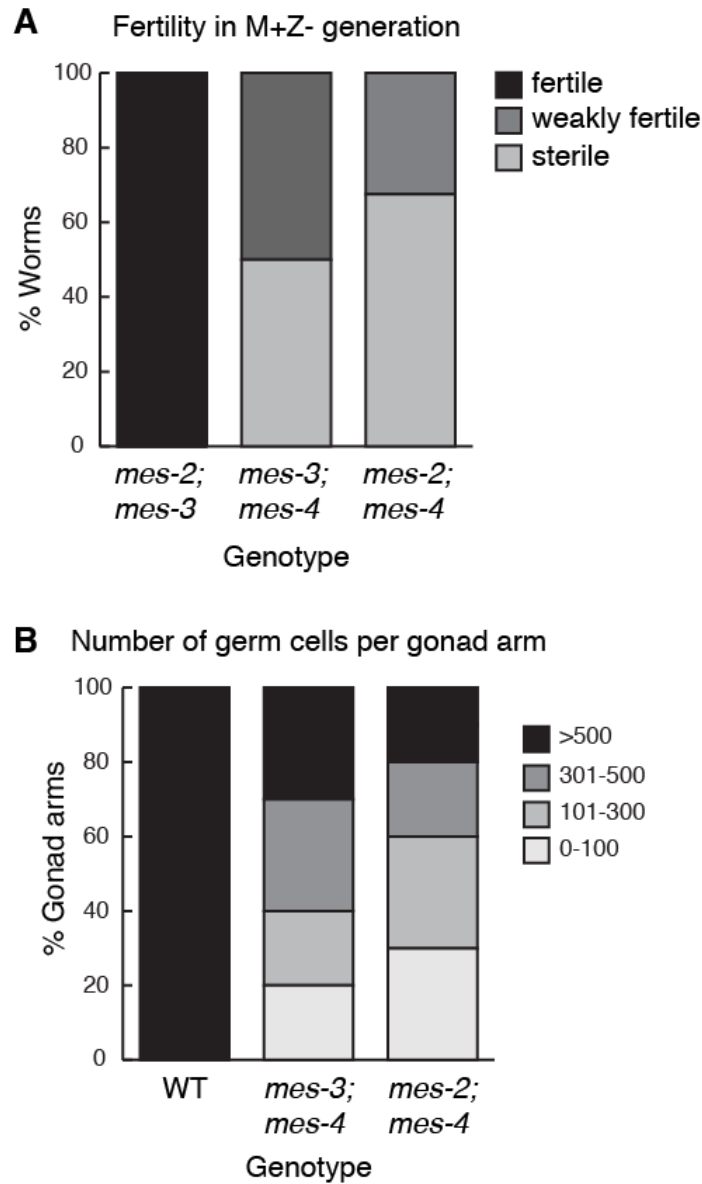 A
Fertility in M+Z- generation
100
80
60
40
20
0
% Worms
fertile
weakly fertile
sterile
mes-2;
mes-3
mes-3;
mes-4
mes-2;
mes-4
Genotype
B
Number of germ cells per gonad arm
100
80
60
40
20
0
% Gonad arms
>500
301-500
101-300
0-100
WT
mes-3;
mes-4
mes-2;
mes-4
Genotype